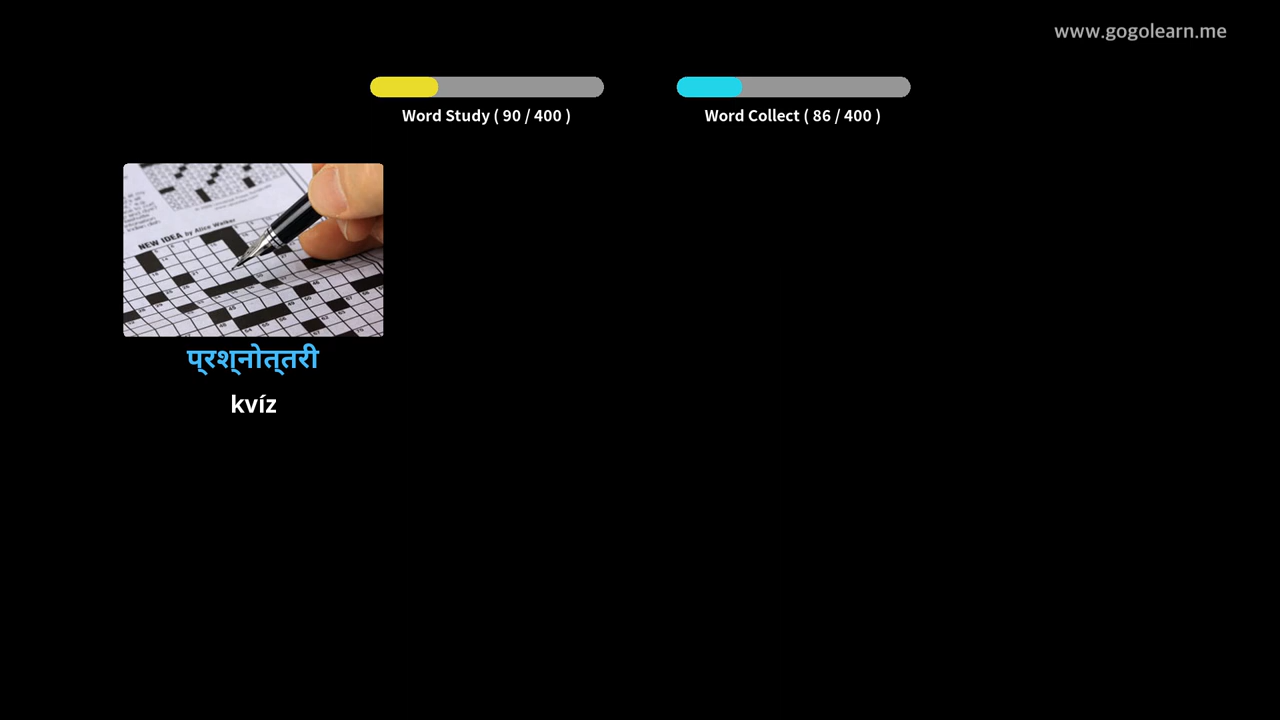 www.gogolearn.me
Word Study ( 90 / 400 )
Word Collect ( 86 / 400 )
NEW IDEA by Alice Walker
प्रश्नोत्तरी
kvíz